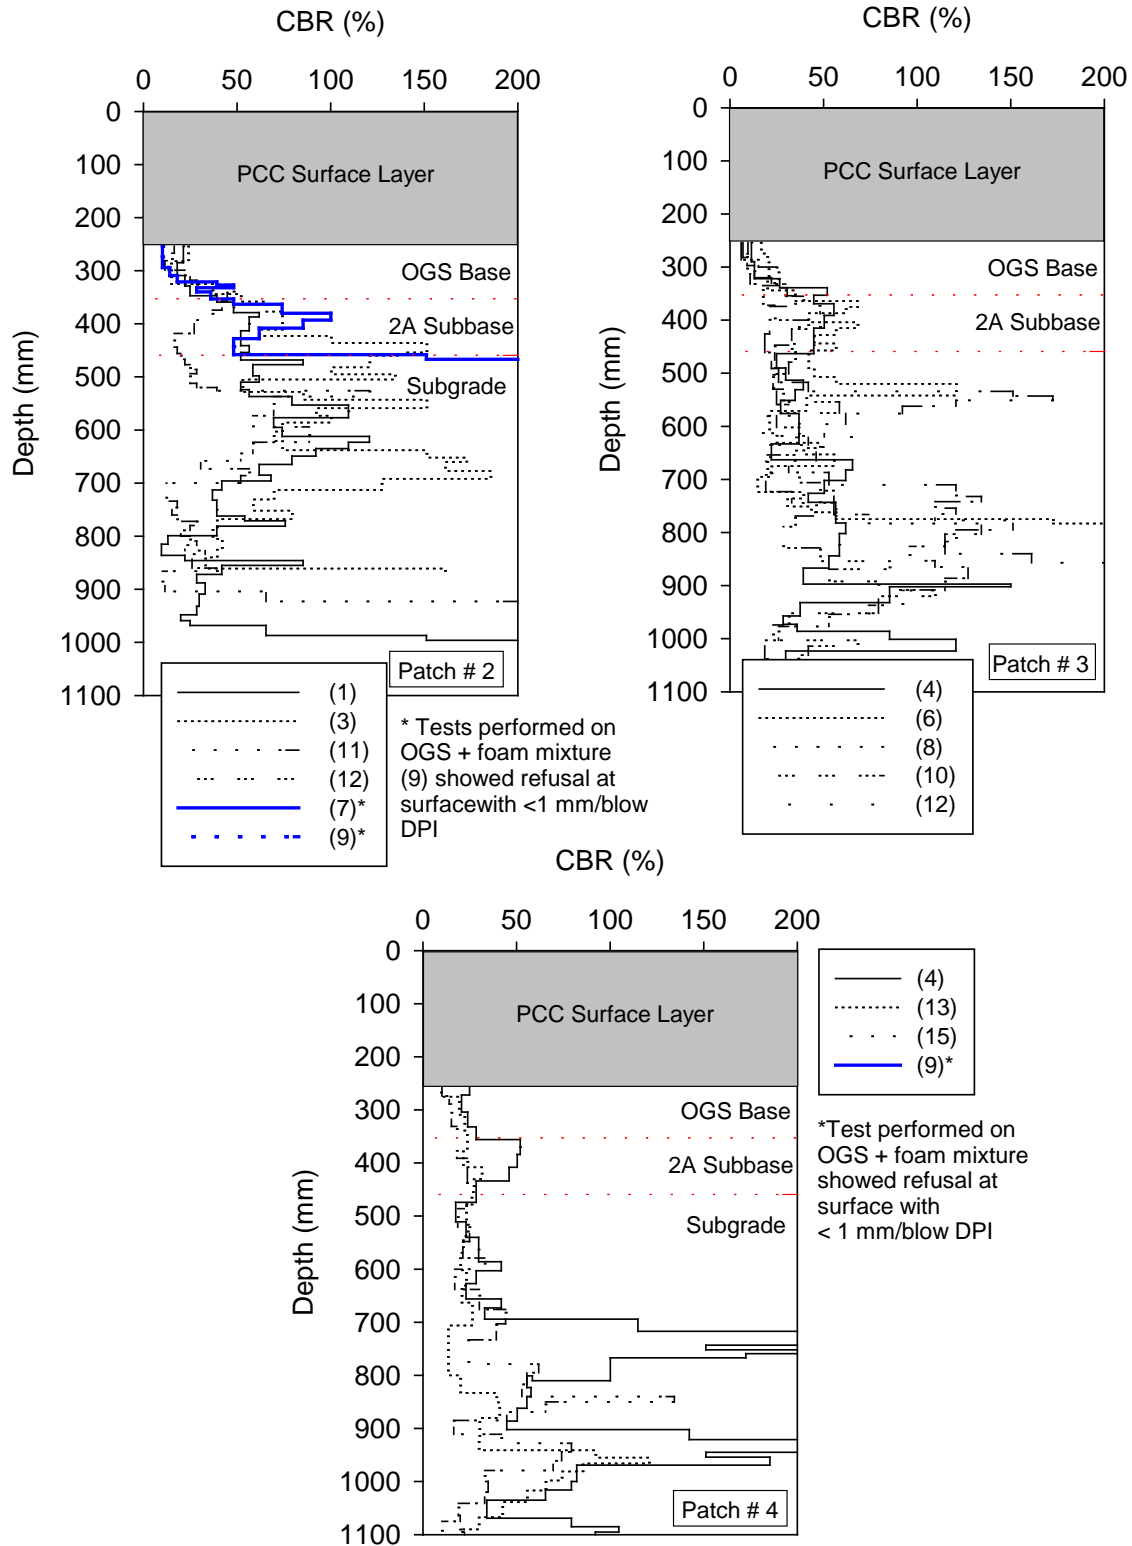 CBR (%)
0 50 100 150 200
0
100
200
300
400
500
600
700
800
900
1000
1100
Depth (mm)
PCC Surface Layer
OGS Base
2A Subbase
Subgrade
Patch # 2
(1)
(3)
(11)
(12)
(7)*
(9)*
* Tests performed on
OGS + foam mixture
(9) showed refusal at
surfacewith <1 mm/blow
DPI
CBR (%)
0 50 100 150 200
0
100
200
300
400
500
600
700
800
900
1000
1100
Depth (mm)
PCC Surface Layer
OGS Base
2A Subbase
Patch # 3
(4)
(6)
(8)
(10)
(12)
CBR (%)
0 50 100 150 200
0
100
200
300
400
500
600
700
800
900
1000
1100
Depth (mm)
PCC Surface Layer
OGS Base
2A Subbase
Subgrade
Patch # 4
(4)
(13)
(15)
(9)*
*Test performed on
OGS + foam mixture
showed refusal at
surface with
< 1 mm/blow DPI